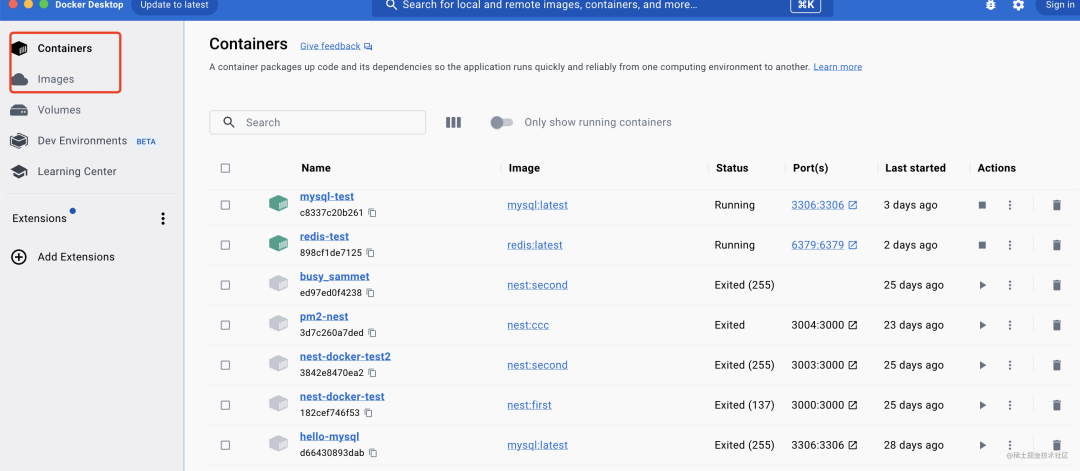 Docker Desktop Update to latest Search for local and remote images, containers, and more… ⌘K Sign in
Containers
Images
Volumes
Dev Environments BETA
Learning Center
Extensions
Add Extensions
Containers Give feedback
A container packages up code and its dependencies so the application runs quickly and reliably from one computing environment to another. Learn more
Search Only show running containers
Name Image Status Port(s) Last started Actions
mysql-test
c8337c20b261 mysql:latest Running 3306:3306 3 days ago
redis-test
898cf1de7125 redis:latest Running 6379:6379 2 days ago
busy_sammet
ed97ed0f4238 nest:second Exited (255) 25 days ago
pm2-nest
3d7c260a7ded nest:ccc Exited 3004:3000 23 days ago
nest-docker-test2
3842e8470ea2 nest:second Exited (255) 3003:3000 25 days ago
nest-docker-test
182cef746f53 nest:first Exited (137) 3000:3000 25 days ago
hello-mysql
d66430893dab mysql:latest Exited (255) 3306:3306 28 days ago
@稀土掘金技术社区